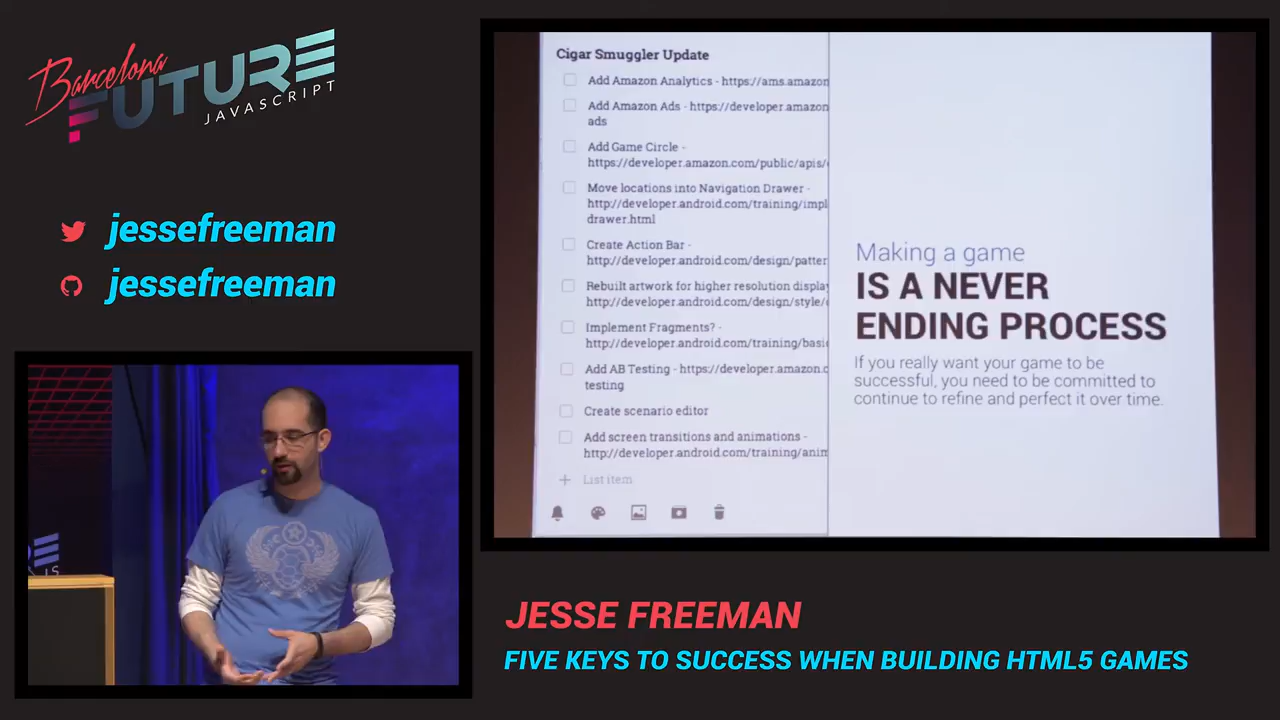 Barcelona
FUTURE
JAVASCRIPT
jessefreeman
jessefreeman
Cigar Smuggler Update
Add Amazon Analytics - https://ams.amazon
Add Amazon Ads - https://developer.amazon
ads
Add Game Circle -
https://developer.amazon.com/public/apis/
Move locations into Navigation Drawer -
http://developer.android.com/training/impl
drawer.html
Create Action Bar -
http://developer.android.com/design/patter
Rebuilt artwork for higher resolution display
http://developer.android.com/design/style/
Implement Fragments? -
http://developer.android.com/training/basi
Add AB Testing - https://developer.amazon.c
testing
Create scenario editor
Add screen transitions and animations -
http://developer.android.com/training/anim
+ List item
Making a game
IS A NEVER
ENDING PROCESS
If you really want your game to be
successful, you need to be committed to
continue to refine and perfect it over time.
JESSE FREEMAN
FIVE KEYS TO SUCCESS WHEN BUILDING HTML5 GAMES